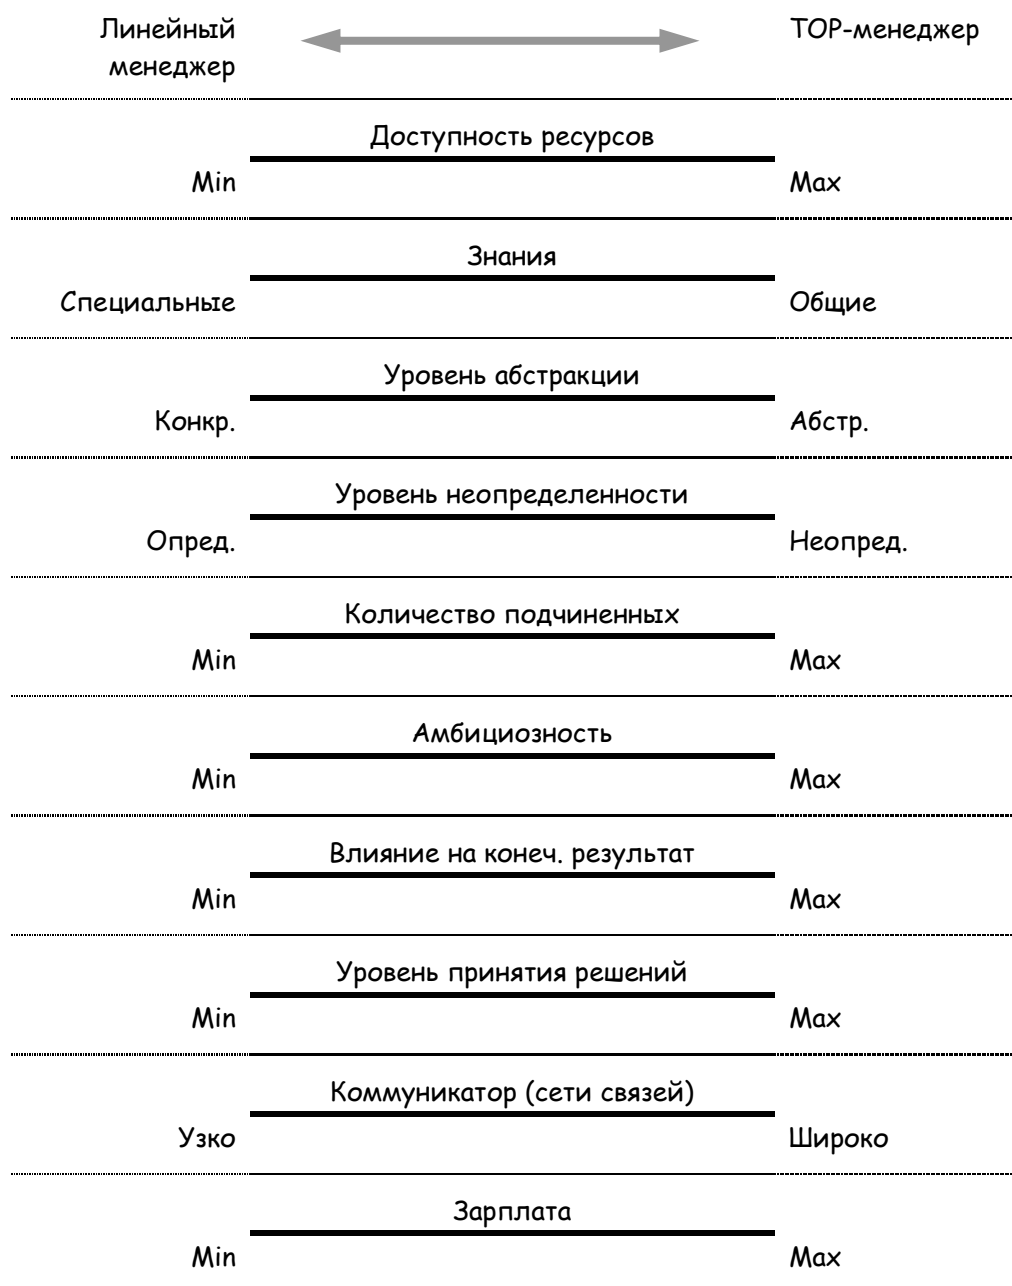 Линейный
менеджер
TOP-менеджер
Доступность ресурсов
Min
Max
Знания
Специальные
Общие
Уровень абстракции
Конкр.
Абстр.
Уровень неопределенности
Опред.
Неопред.
Количество подчиненных
Min
Max
Амбициозность
Min
Max
Влияние на конеч. результат
Min
Max
Уровень принятия решений
Min
Max
Коммуникатор (сети связей)
Узко
Широко
Зарплата
Min
Max